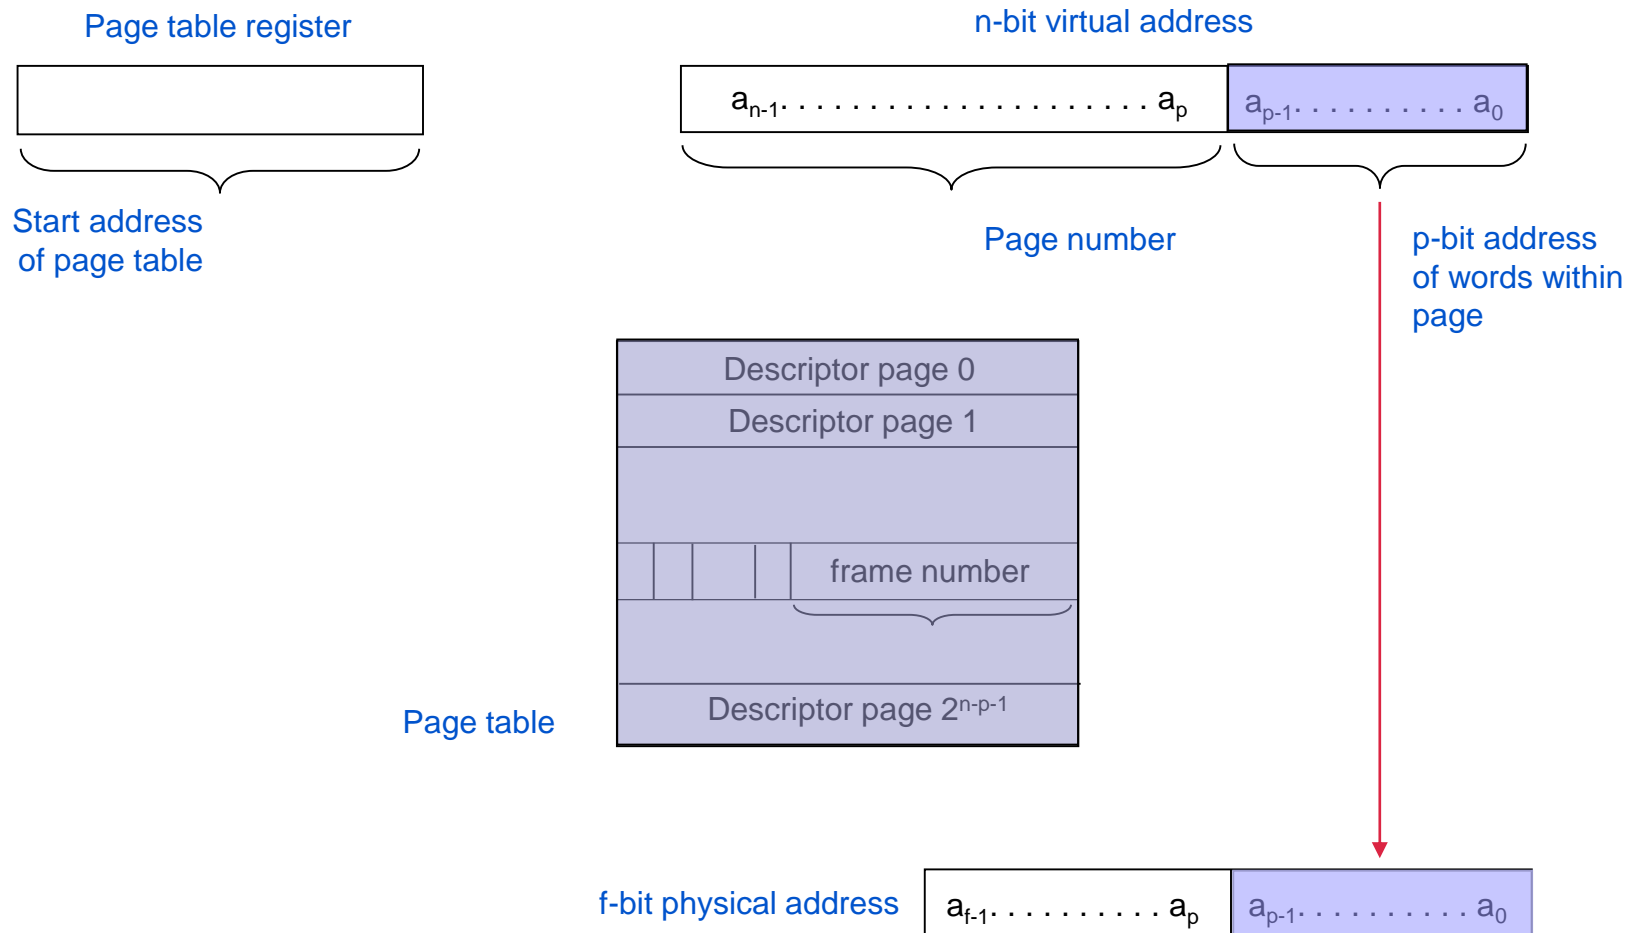 Page table register
n-bit virtual address
aₙ₋₁. . . . . . . . . . . . . . . . . . . . . aₚ
aₚ₋₁. . . . . . . . . . a₀
Start address
of page table
Page number
p-bit address
of words within
page
Descriptor page 0
Descriptor page 1
frame number
Descriptor page 2ⁿ⁻ᵖ⁻¹
Page table
f-bit physical address
a_f-1. . . . . . . . . . aₚ
aₚ₋₁. . . . . . . . . . a₀